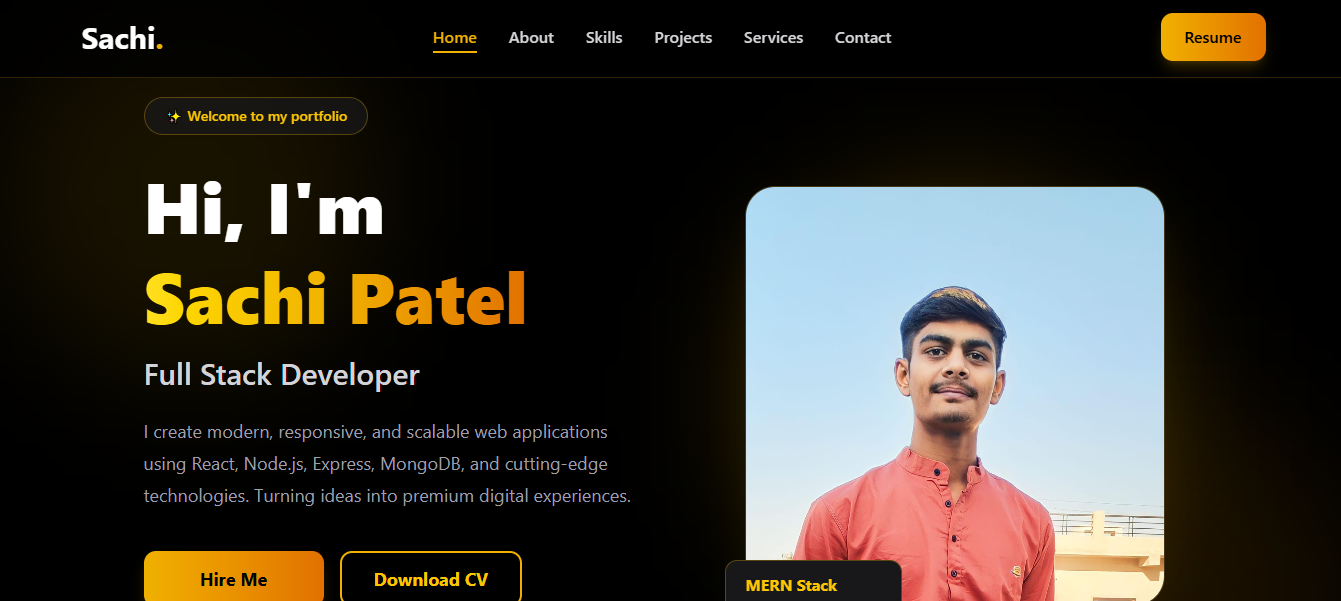 Sachi.
Home About Skills Projects Services Contact
Resume
✨ Welcome to my portfolio
Hi, I'm
Sachi Patel
Full Stack Developer
I create modern, responsive, and scalable web applications
using React, Node.js, Express, MongoDB, and cutting-edge
technologies. Turning ideas into premium digital experiences.
Hire Me
Download CV
MERN Stack